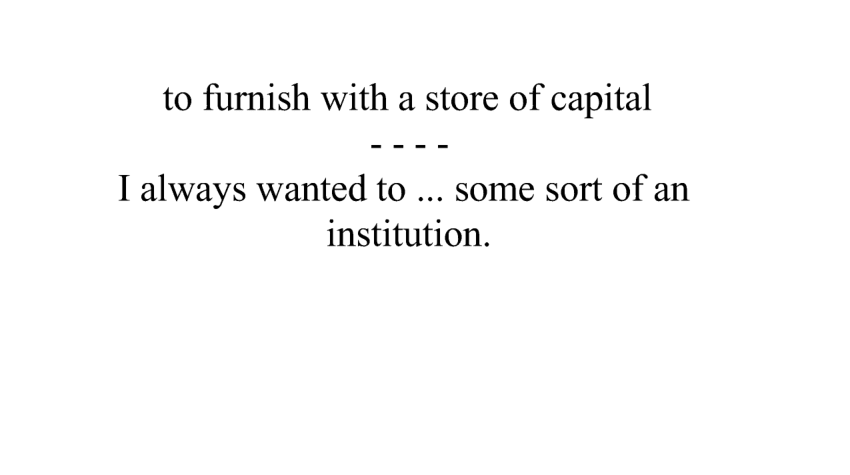 to furnish with a store of capital
- - - -
I always wanted to ... some sort of an
institution.